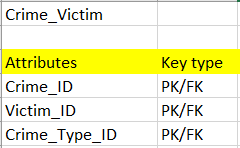 Crime_Victim
Attributes Key type
Crime_ID PK/FK
Victim_ID PK/FK
Crime_Type_ID PK/FK